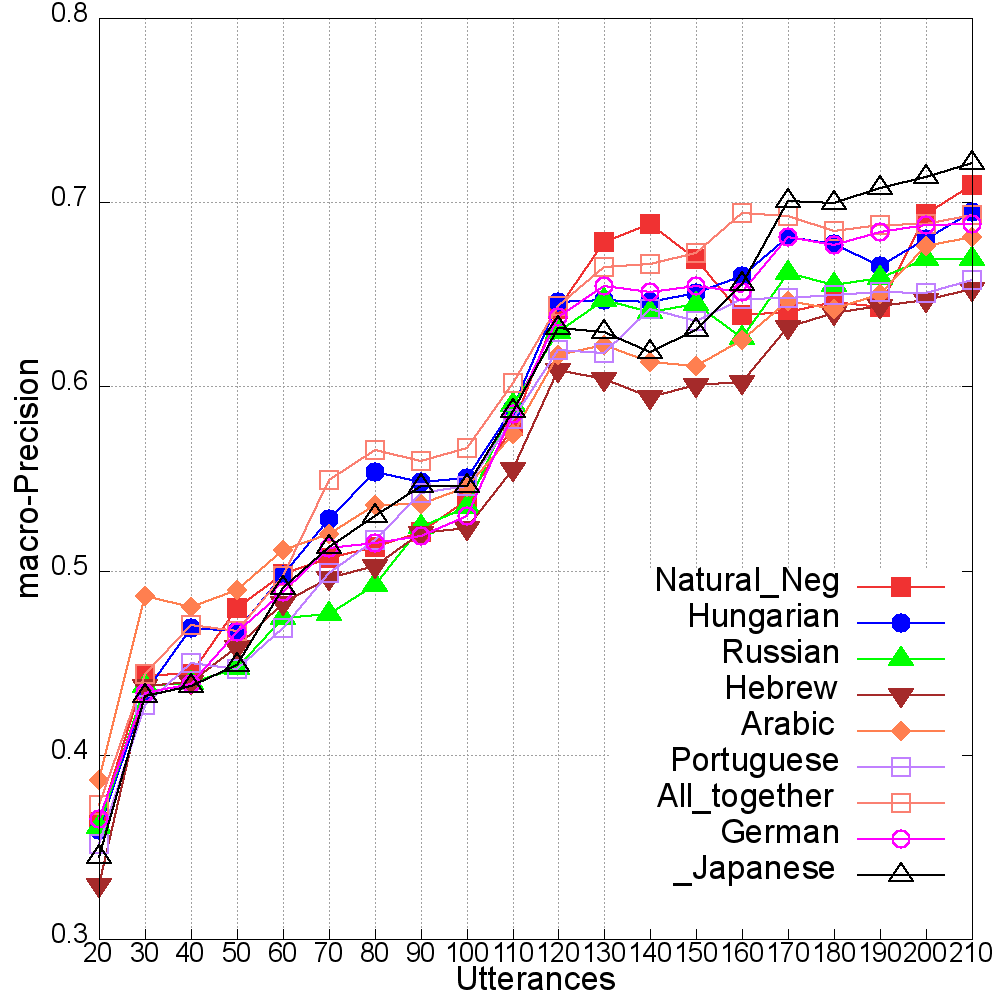 0.8
0.7
0.6
0.5
0.4
0.3
macro-Precision
Natural_Neg
Hungarian
Russian
Hebrew
Arabic
Portuguese
All_together
German
_Japanese
20 30 40 50 60 70 80 90 100 110 120 130 140 150 160 170 180 190 200 210
Utterances